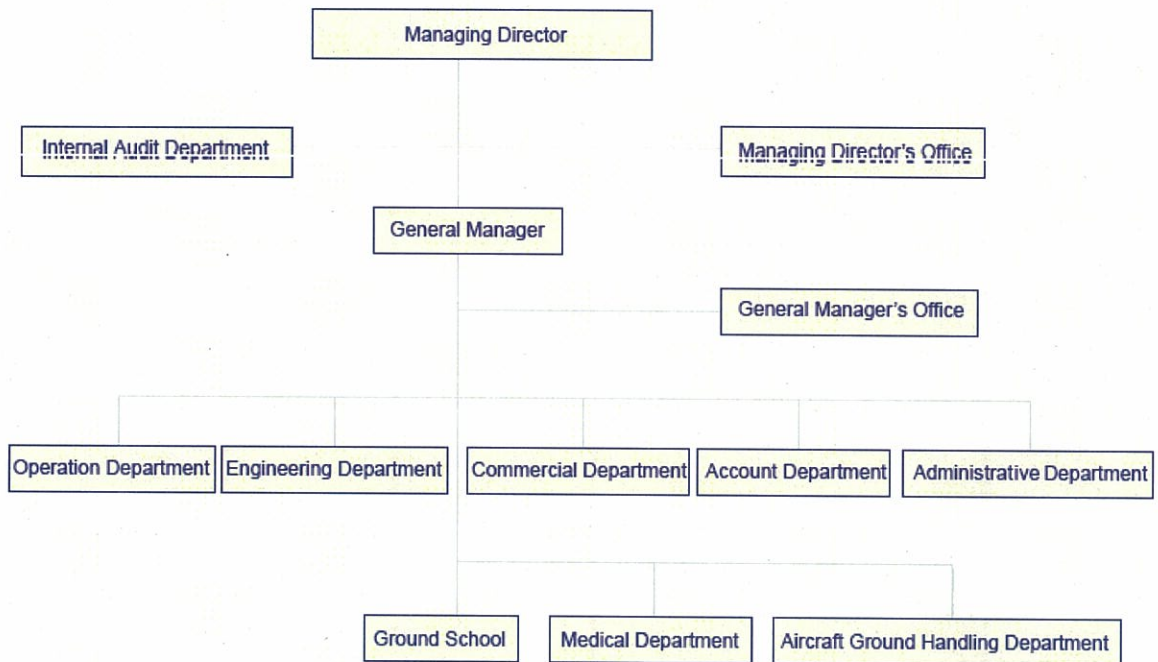 Managing Director
Internal Audit Department
Managing Director's Office
General Manager
General Manager's Office
Operation Department
Engineering Department
Commercial Department
Account Department
Administrative Department
Ground School
Medical Department
Aircraft Ground Handling Department